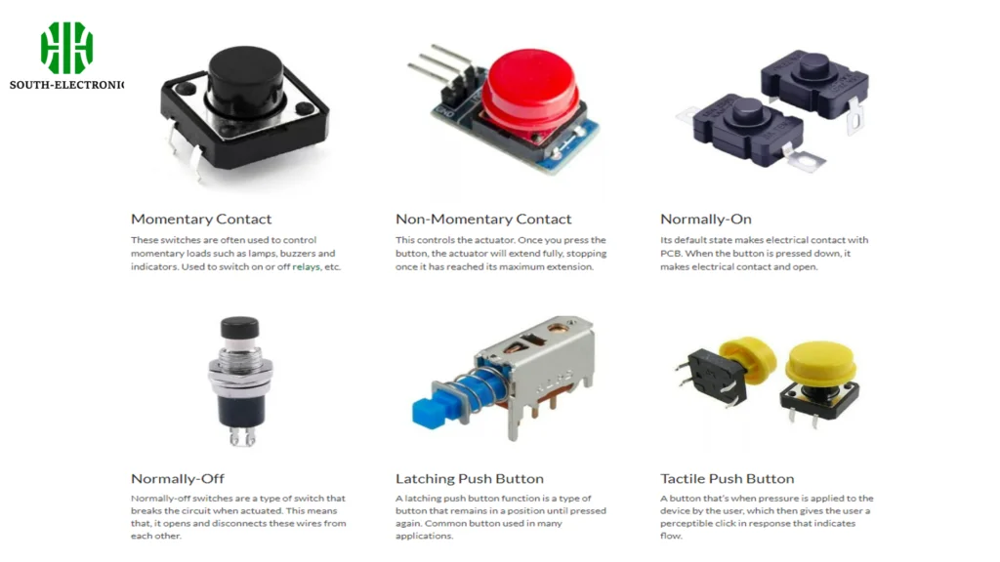 SOUTH-ELECTRONIC
GND
Momentary Contact
These switches are often used to control
momentary loads such as lamps, buzzers and
indicators. Used to switch on or off relays, etc.
Non-Momentary Contact
This controls the actuator. Once you press the
button, the actuator will extend fully, stopping
once it has reached its maximum extension.
Normally-On
Its default state makes electrical contact with
PCB. When the button is pressed down, it
makes electrical contact and open.
Normally-Off
Normally-off switches are a type of switch that
breaks the circuit when actuated. This means
that, it opens and disconnects these wires from
each other.
Latching Push Button
A latching push button function is a type of
button that remains in a position until pressed
again. Common button used in many
applications.
Tactile Push Button
A button that's when pressure is applied to the
device by the user, which then gives the user a
perceptible click in response that indicates
flow.